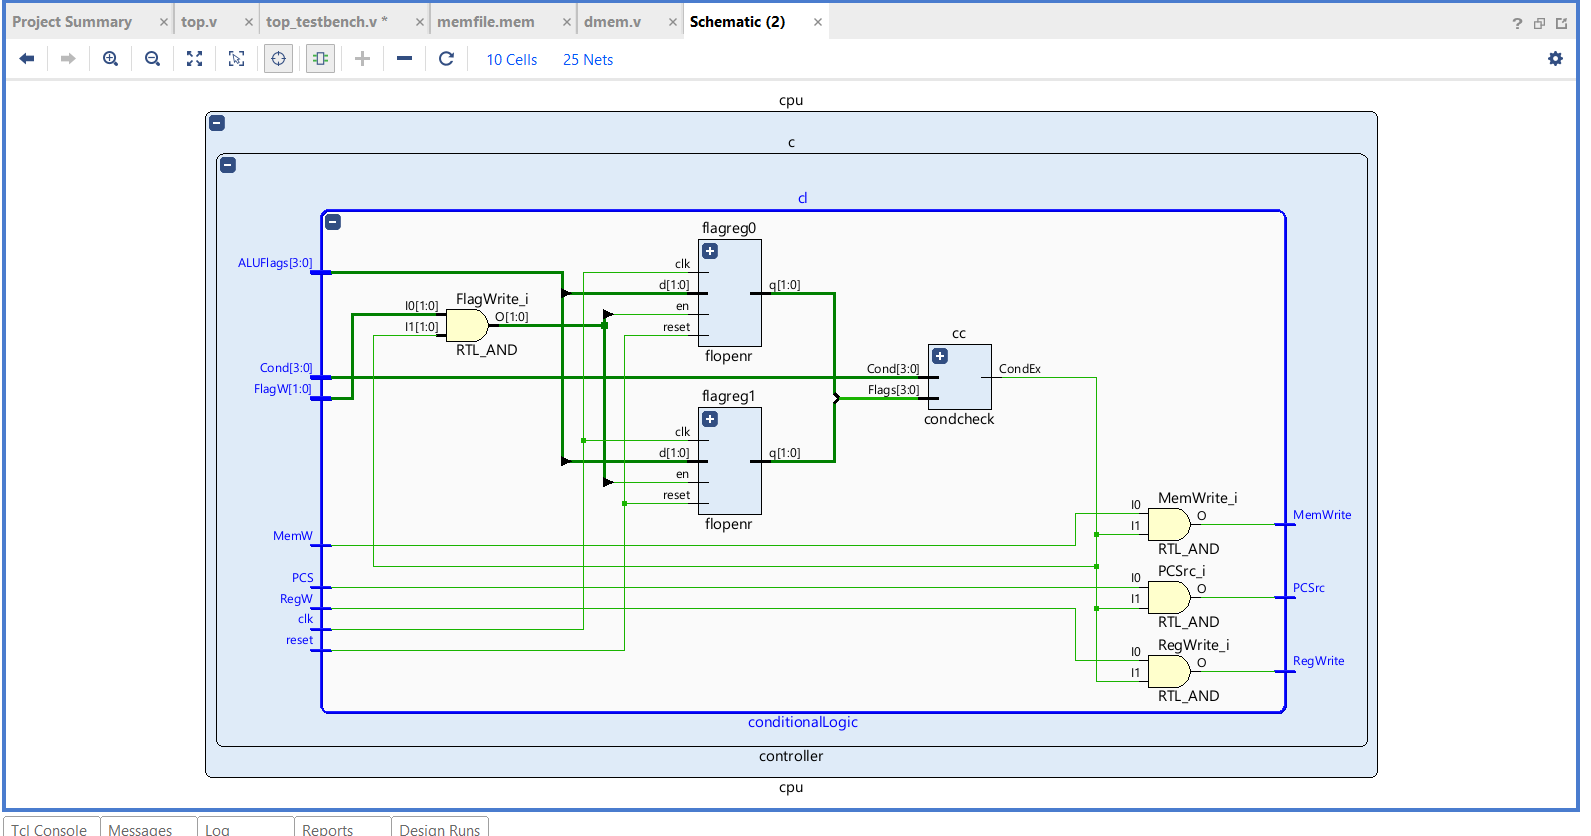 Project Summary × top.v × top_testbench.v * × memfile.mem × dmem.v × Schematic (2) × ?
10 Cells 25 Nets
cpu
c
cl
flagreg0
ALUFlags[3:0]
clk
d[1:0] q[1:0]
FlagWrite_i
I0[1:0] en
O[1:0]
I1[1:0] reset
cc
RTL_AND
flopenr
Cond[3:0] Cond[3:0] CondEx
FlagW[1:0] Flags[3:0]
flagreg1
condcheck
clk
d[1:0] q[1:0]
en
reset
MemWrite_i
I0
O MemWrite
flopenr
I1
MemW
RTL_AND
PCSrc_i
PCS I0
O PCSrc
RegW I1
clk
RTL_AND
reset
RegWrite_i
I0
O RegWrite
I1
RTL_AND
conditionalLogic
controller
cpu
Tcl Console Messages Log Reports Design Runs